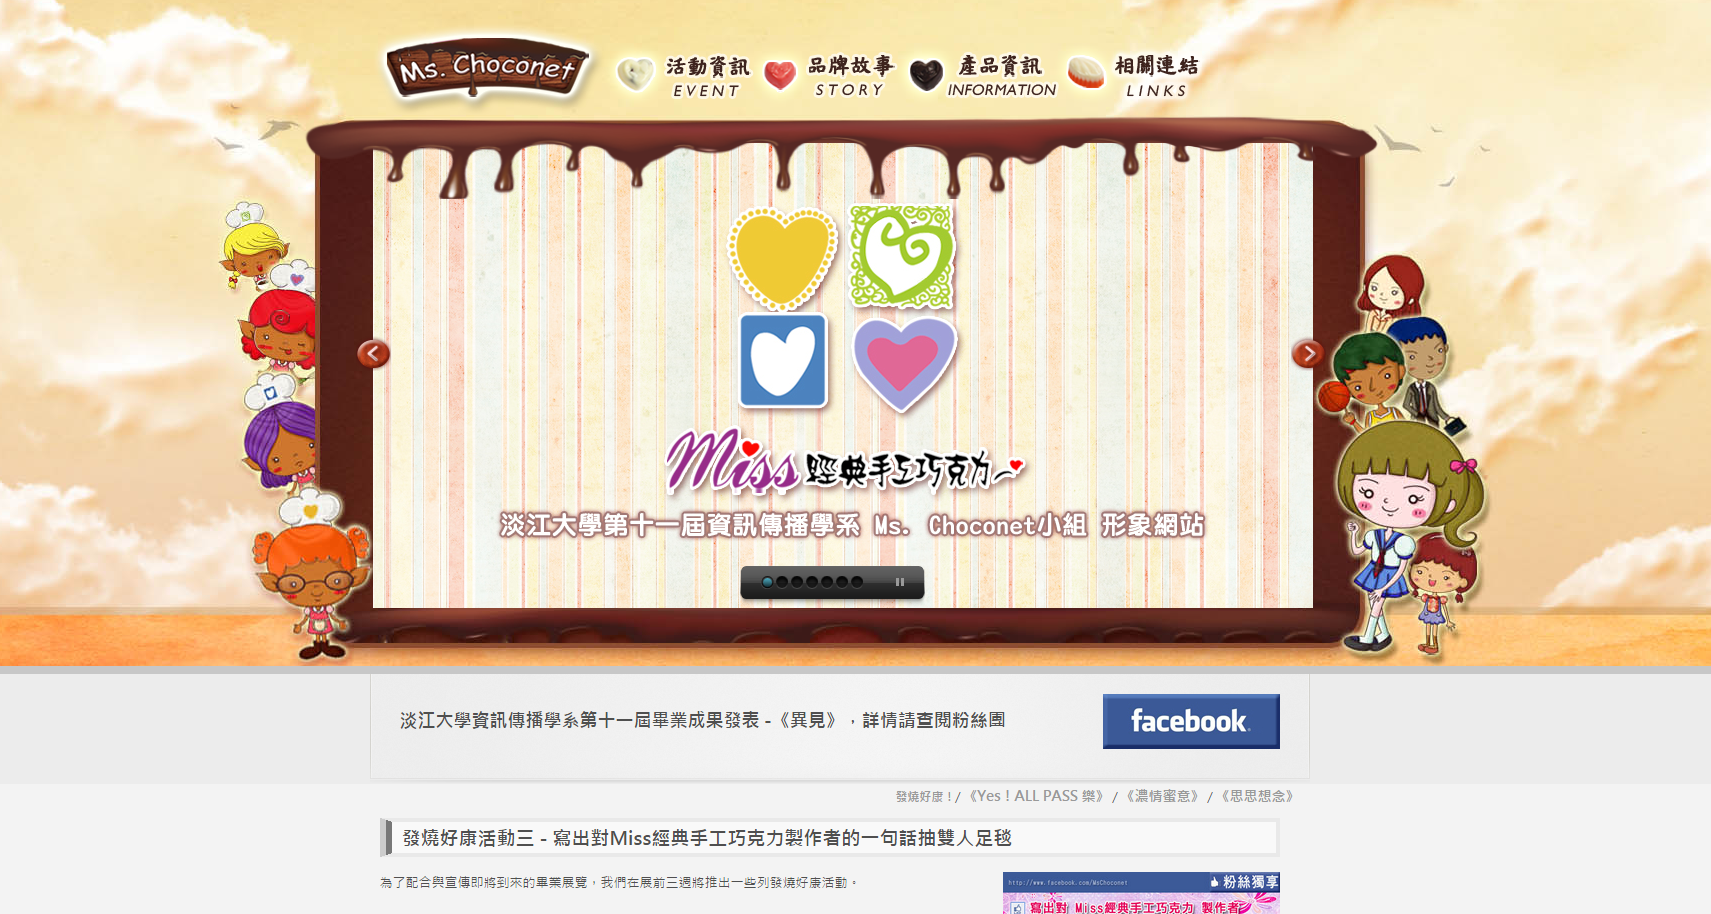 Ms. Choconet
活動資訊 品牌故事 產品資訊 相關連結
EVENT STORY INFORMATION LINKS
Miss 經典手工巧克力
淡江大學第十一屆資訊傳播學系 Ms. Choconet小組 形象網站
淡江大學資訊傳播學系第十一屆畢業成果發表 -《異見》，詳情請查閱粉絲團
facebook
發燒好康 ! / 《Yes ! ALL PASS 樂》 / 《濃情蜜意》 / 《思思想念》
發燒好康活動三 - 寫出對Miss經典手工巧克力製作者的一句話抽雙人足毯
為了配合與宣傳即將到來的畢業展覽，我們在展前三週將推出一些列發燒好康活動。
http://www.facebook.com/MsChoconet 粉絲獨享
寫出對 Miss經典手工巧克力 製作者